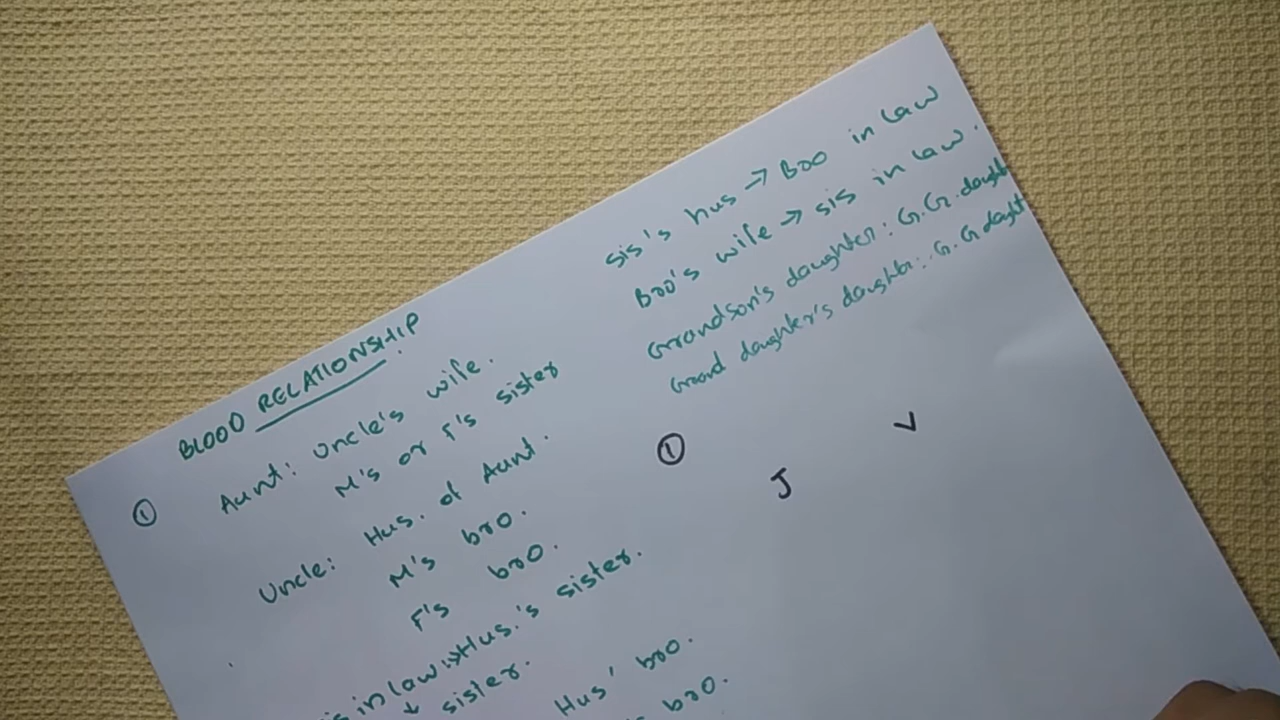 BLOOD RELATIONSHIP
① Aunt: Uncle's wife.
M's or F's sister
Uncle: Hus. of Aunt.
M's bro.
F's bro.
in law → Hus.'s sister.
↓ sister.
Hus' bro.
bro.
sis's hus → Bro in law
Bro's wife → sis in law.
Grandson's daughter: G.G. daught
Grand daughter's daughter: G.G daught
①
J
V